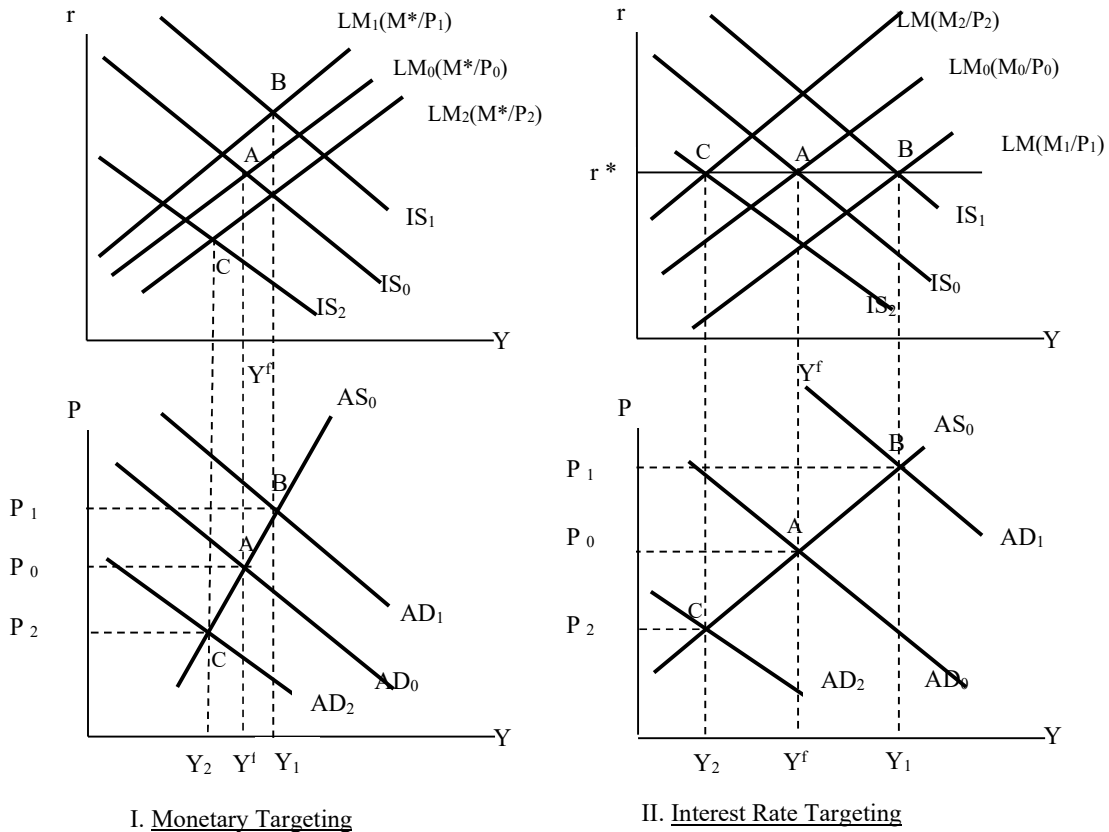 r
LM₁(M*/P₁)
LM₀(M*/P₀)
LM₂(M*/P₂)
B
A
C
IS₁
IS₀
IS₂
Y
Yᶠ
P
AS₀
P ₁
P ₀
P ₂
B
A
C
AD₁
AD₀
AD₂
Y
Y₂
Yᶠ
Y₁
I. Monetary Targeting
r
LM(M₂/P₂)
LM₀(M₀/P₀)
LM(M₁/P₁)
r *
C
A
B
IS₁
IS₀
IS₂
Y
Yᶠ
P
AS₀
P ₁
P ₀
P ₂
B
A
C
AD₁
AD₂
AD₀
Y
Y₂
Yᶠ
Y₁
II. Interest Rate Targeting